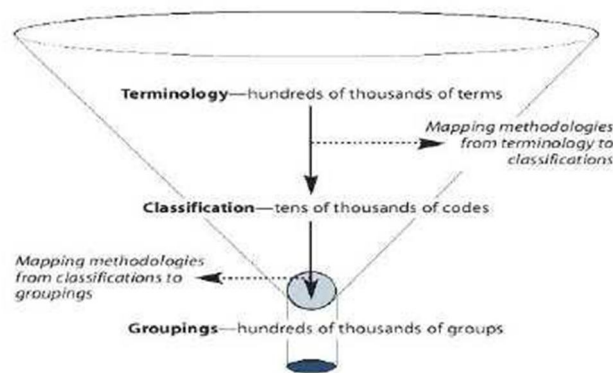 Terminology—hundreds of thousands of terms
Mapping methodologies
from terminology to
classifications
Classification—tens of thousands of codes
Mapping methodologies
from classifications to
groupings
Groupings—hundreds of thousands of groups